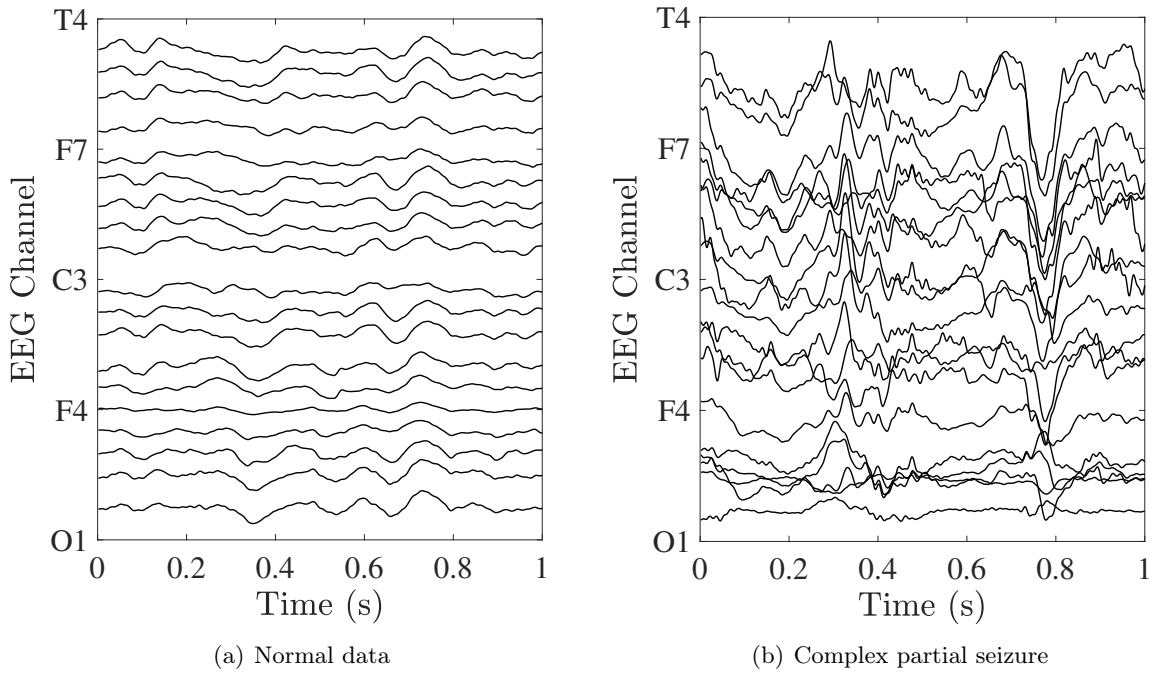 T4
F7
C3
F4
O1
EEG Channel
0 0.2 0.4 0.6 0.8 1
Time (s)
(a) Normal data
T4
F7
C3
F4
O1
EEG Channel
0 0.2 0.4 0.6 0.8 1
Time (s)
(b) Complex partial seizure